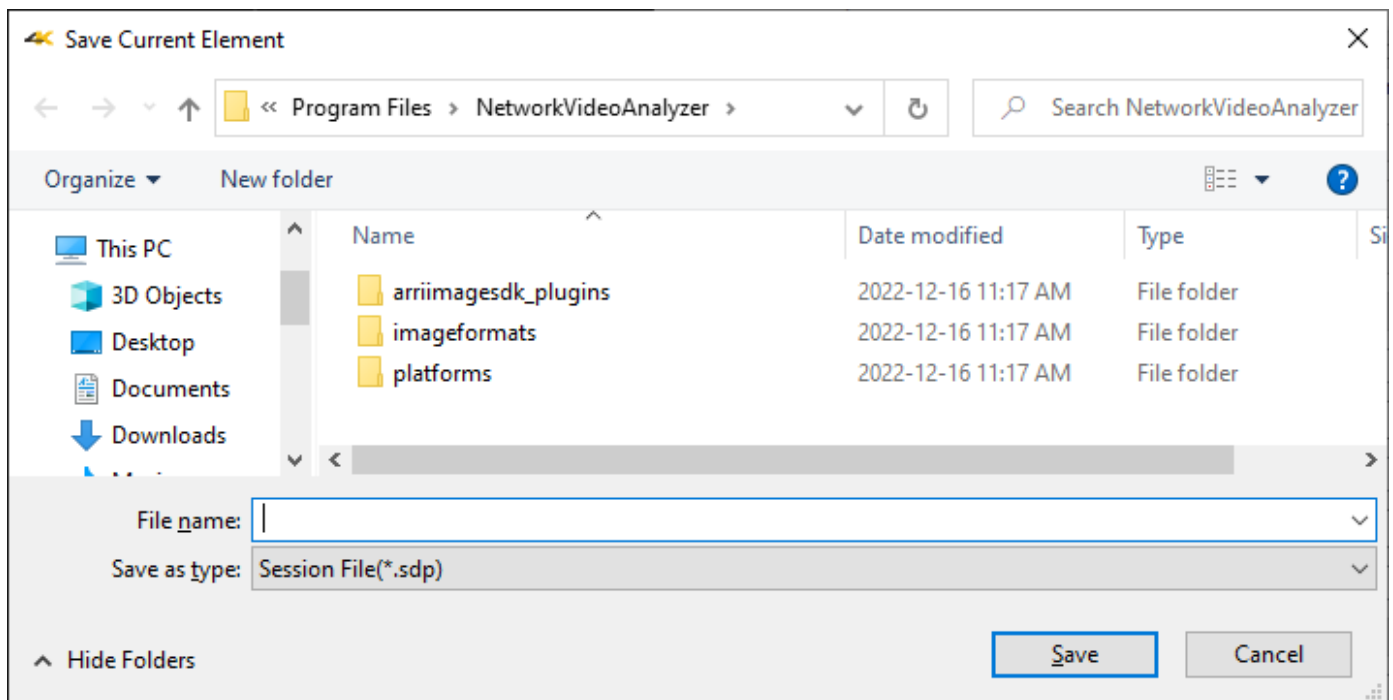 4K Save Current Element
« Program Files > NetworkVideoAnalyzer > Search NetworkVideoAnalyzer
Organize New folder ?
Name Date modified Type Si
This PC
3D Objects
Desktop
Documents
Downloads
arriimagesdk_plugins 2022-12-16 11:17 AM File folder
imageformats 2022-12-16 11:17 AM File folder
platforms 2022-12-16 11:17 AM File folder
File name:
Save as type: Session File(*.sdp)
Hide Folders Save Cancel